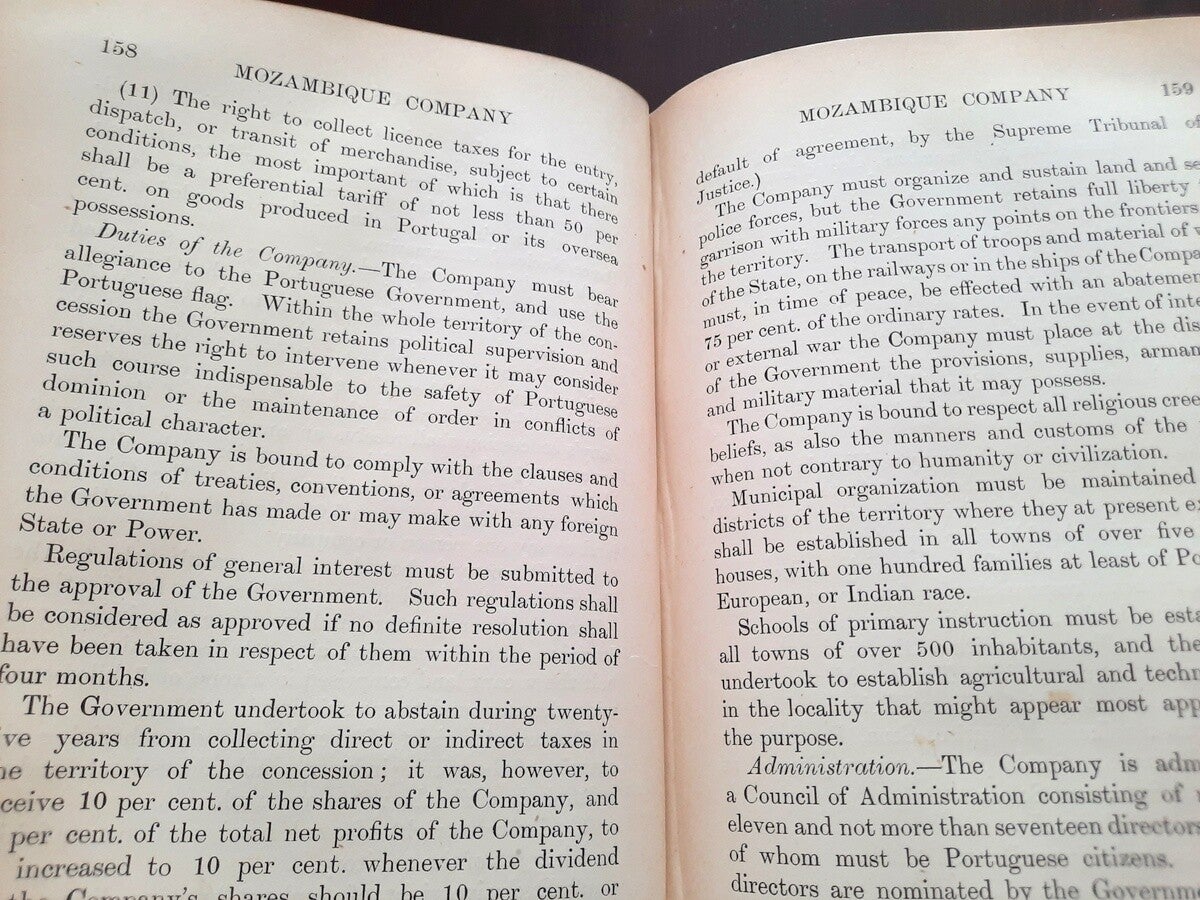 158
MOZAMBIQUE COMPANY
(11) The right to collect licence taxes for the entry,
dispatch, or transit of merchandise, subject to certain
conditions, the most important of which is that there
shall be a preferential tariff of not less than 50 per
cent. on goods produced in Portugal or its oversea
possessions.
Duties of the Company.—The Company must bear
allegiance to the Portuguese Government, and use the
Portuguese flag. Within the whole territory of the con-
cession the Government retains political supervision and
reserves the right to intervene whenever it may consider
such course indispensable to the safety of Portuguese
dominion or the maintenance of order in conflicts of
a political character.
The Company is bound to comply with the clauses and
conditions of treaties, conventions, or agreements which
the Government has made or may make with any foreign
State or Power.
Regulations of general interest must be submitted to
the approval of the Government. Such regulations shall
be considered as approved if no definite resolution shall
have been taken in respect of them within the period of
four months.
The Government undertook to abstain during twenty-
years from collecting direct or indirect taxes in
territory of the concession; it was, however, to
10 per cent. of the shares of the Company, and
per cent. of the total net profits of the Company, to
increased to 10 per cent. whenever the dividend
the Company's shares should be 10 per cent. or
MOZAMBIQUE COMPANY
159
default of agreement, by the Supreme Tribunal of
Justice.)
The Company must organize and sustain land and
police forces, but the Government retains full liberty
garrison with military forces any points on the frontiers
the territory. The transport of troops and material of
of the State, on the railways or in the ships of the
must, in time of peace, be effected with an
75 per cent. of the ordinary rates. In the event of
or external war the Company must place at the
of the Government the provisions, supplies,
and military material that it may possess.
The Company is bound to respect all religious
beliefs, as also the manners and customs of the
when not contrary to humanity or civilization.
Municipal organization must be maintained
districts of the territory where they at present
shall be established in all towns of over five
houses, with one hundred families at least of
European, or Indian race.
Schools of primary instruction must be
all towns of over 500 inhabitants, and
undertook to establish agricultural and
in the locality that might appear most
the purpose.
Administration.—The Company is
a Council of Administration consisting of
eleven and not more than seventeen directors
of whom must be Portuguese citizens.
directors are nominated by the